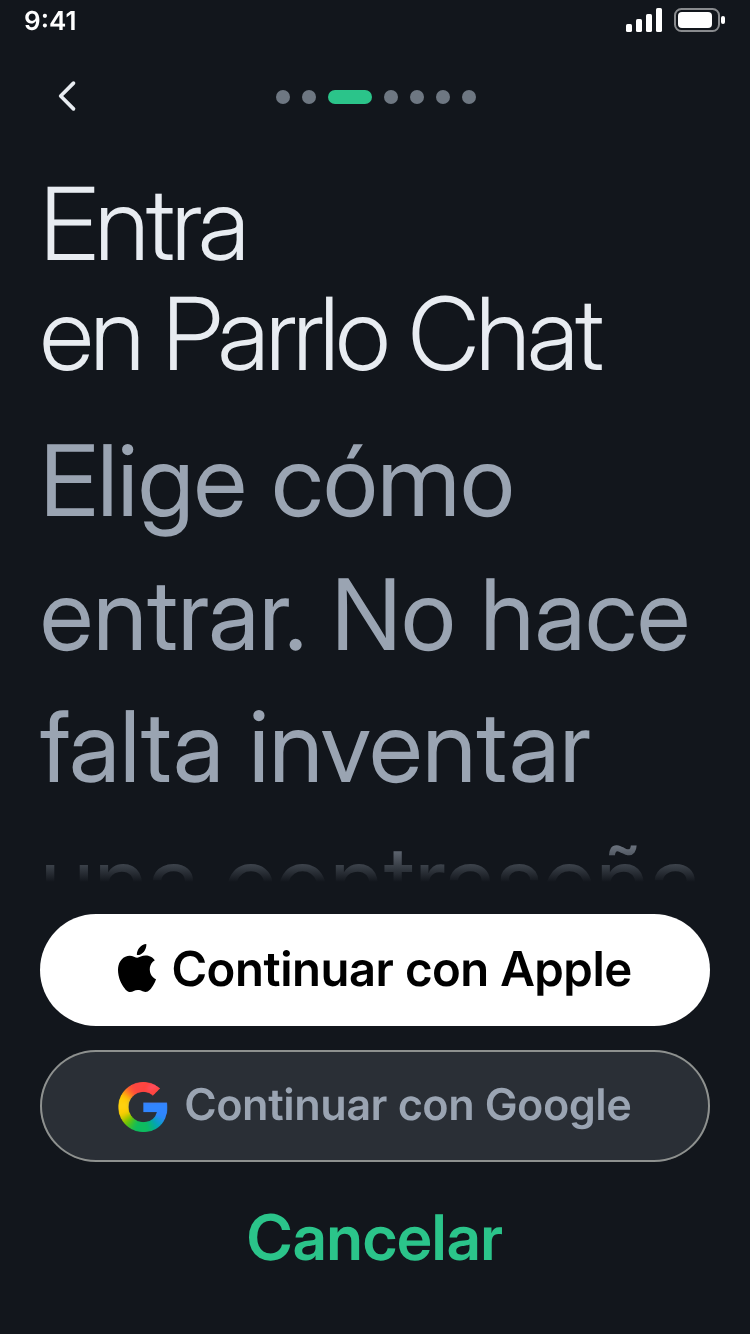 9:41
Entra
en Parrlo Chat
Elige cómo
entrar. No hace
falta inventar
Continuar con Apple
Continuar con Google
Cancelar